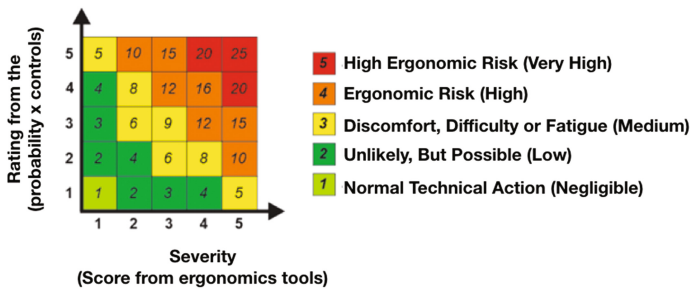 Rating from the
(probability x controls)
5 5 10 15 20 25
4 4 8 12 16 20
3 3 6 9 12 15
2 2 4 6 8 10
1 1 2 3 4 5
1 2 3 4 5
Severity
(Score from ergonomics tools)
5 High Ergonomic Risk (Very High)
4 Ergonomic Risk (High)
3 Discomfort, Difficulty or Fatigue (Medium)
2 Unlikely, But Possible (Low)
1 Normal Technical Action (Negligible)